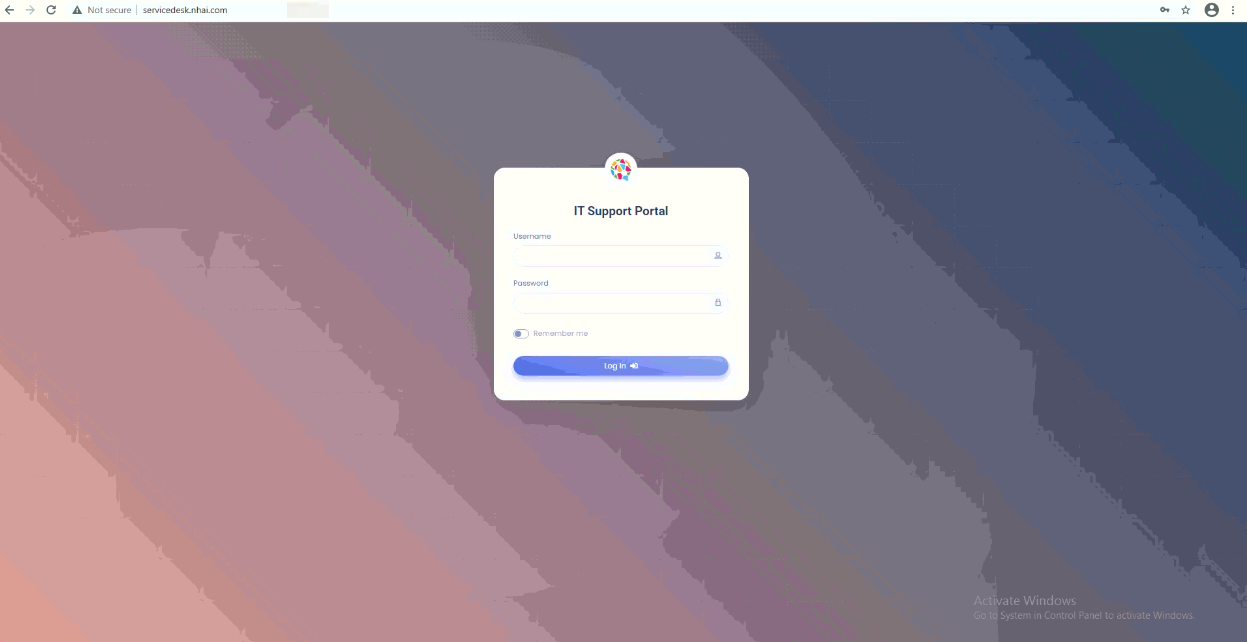 Not secure | servicedesk.nhai.com
IT Support Portal
Username
Password
Remember me
Log In
Activate Windows
Go to System in Control Panel to activate Windows.